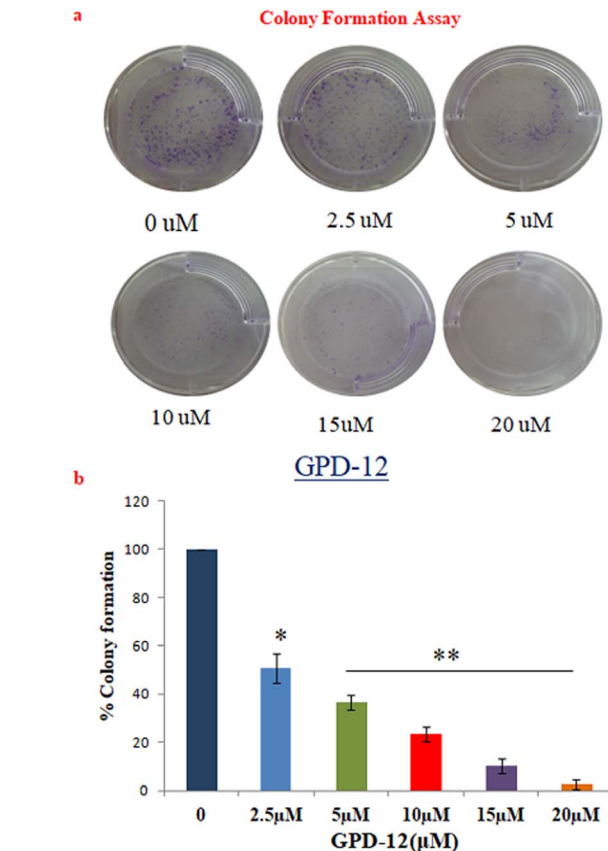 a
Colony Formation Assay
0 uM
2.5 uM
5 uM
10 uM
15uM
20 uM
GPD-12
b
120
100
80
60
40
20
0
% Colony formation
*
**
0
2.5µM
5µM
10µM
15µM
20µM
GPD-12(µM)